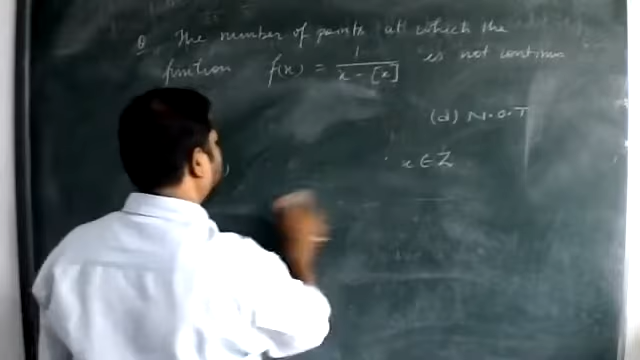 Q. The number of points at which the
function f(x) = 1/(x - [x]) is not continuous
(d) N.O.T
x ∈ Z